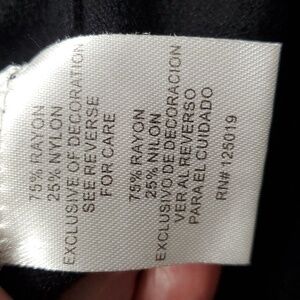 75% RAYON
25% NYLON
EXCLUSIVE OF DECORATION
SEE REVERSE
FOR CARE
75% RAYON
25% NILON
EXCLUSIVO DE DECORACION
VER AL REVERSO
PARA EL CUIDADO
RN# 125019